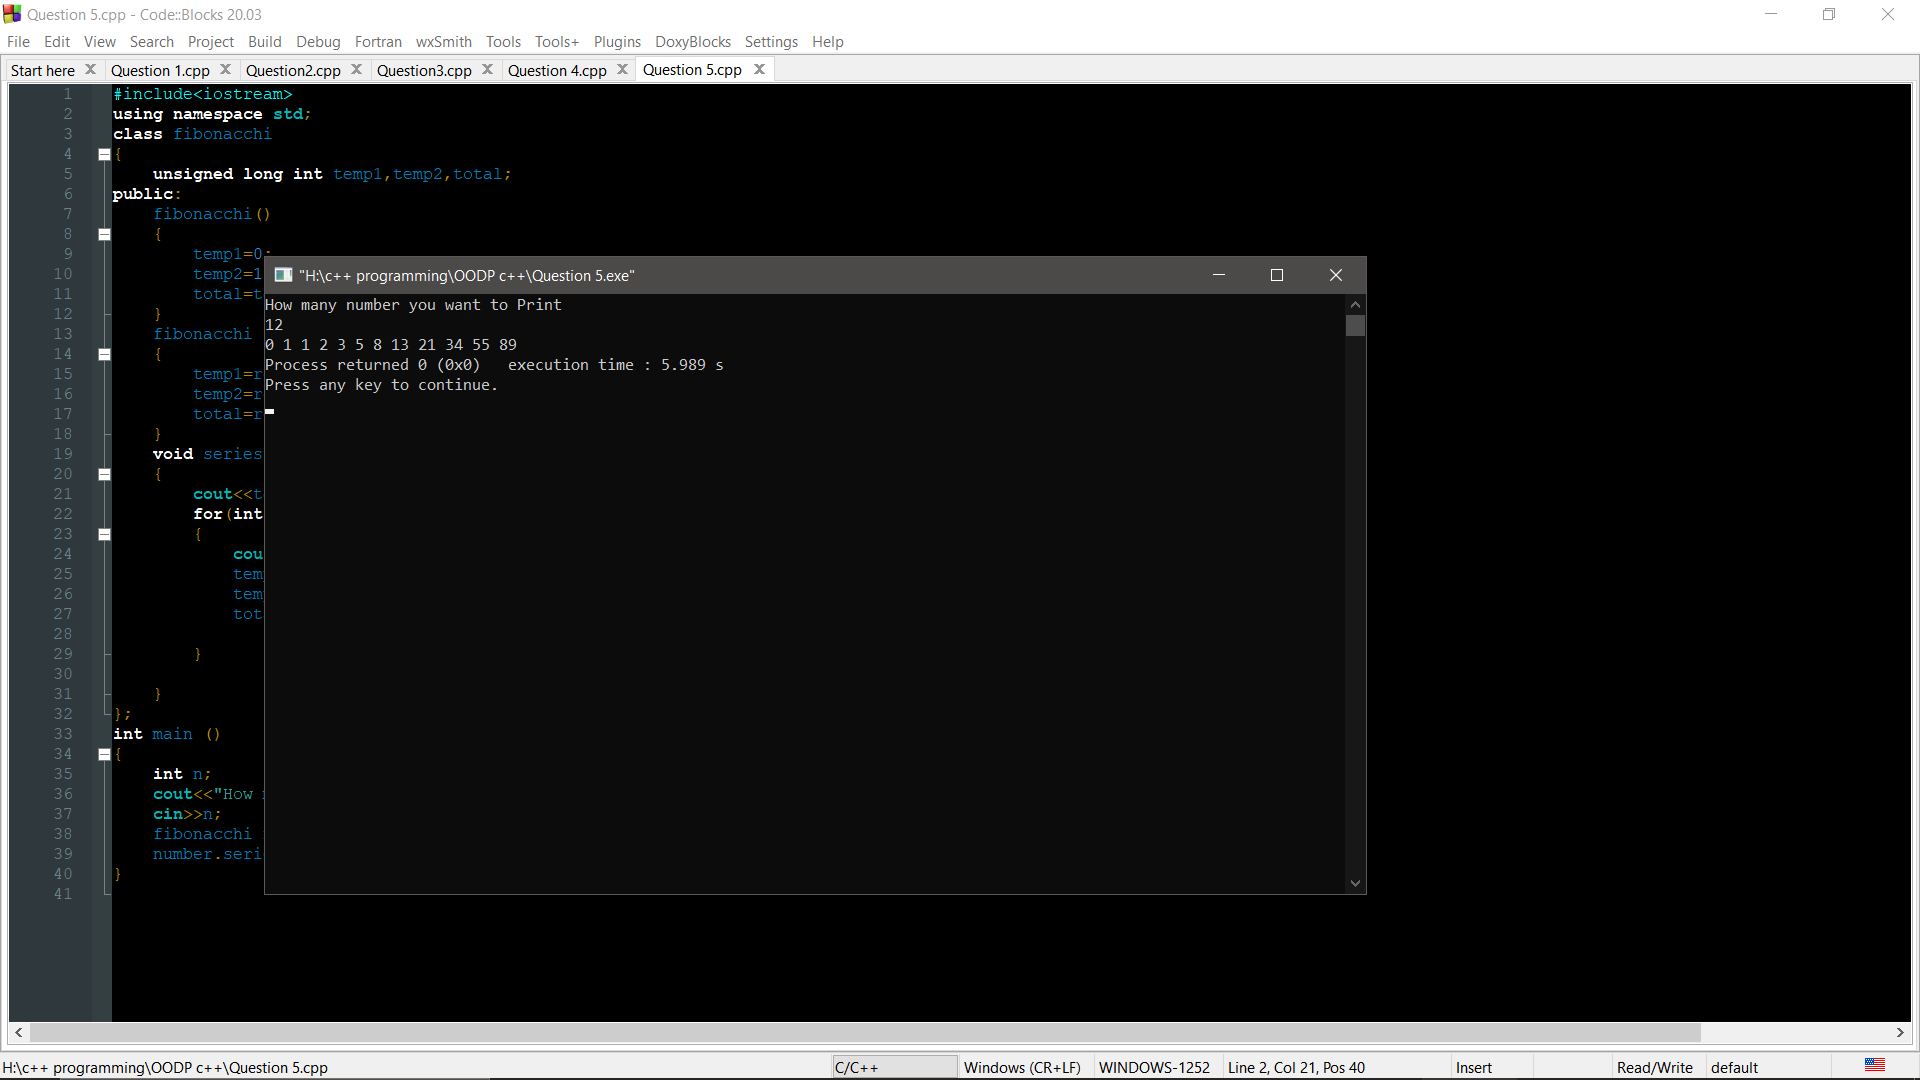 Question 5.cpp - Code::Blocks 20.03
File Edit View Search Project Build Debug Fortran wxSmith Tools Tools+ Plugins DoxyBlocks Settings Help
Start here Question 1.cpp Question2.cpp Question3.cpp Question 4.cpp Question 5.cpp
1 #include<iostream>
2 using namespace std;
3 class fibonacchi
4 {
5 unsigned long int temp1,temp2,total;
6 public:
7 fibonacchi()
8 {
9 temp1=0;
10 temp2=1
11 total=t
12 }
13 fibonacchi
14 {
15 temp1=r
16 temp2=r
17 total=r
18 }
19 void series
20 {
21 cout<<t
22 for(int
23 {
24 cou
25 tem
26 tem
27 tot
28
29 }
30
31 }
32 };
33 int main ()
34 {
35 int n;
36 cout<<"How
37 cin>>n;
38 fibonacchi
39 number.seri
40 }
41
"H:\c++ programming\OODP c++\Question 5.exe"
How many number you want to Print
12
0 1 1 2 3 5 8 13 21 34 55 89
Process returned 0 (0x0) execution time : 5.989 s
Press any key to continue.
H:\c++ programming\OODP c++\Question 5.cpp C/C++ Windows (CR+LF) WINDOWS-1252 Line 2, Col 21, Pos 40 Insert Read/Write default